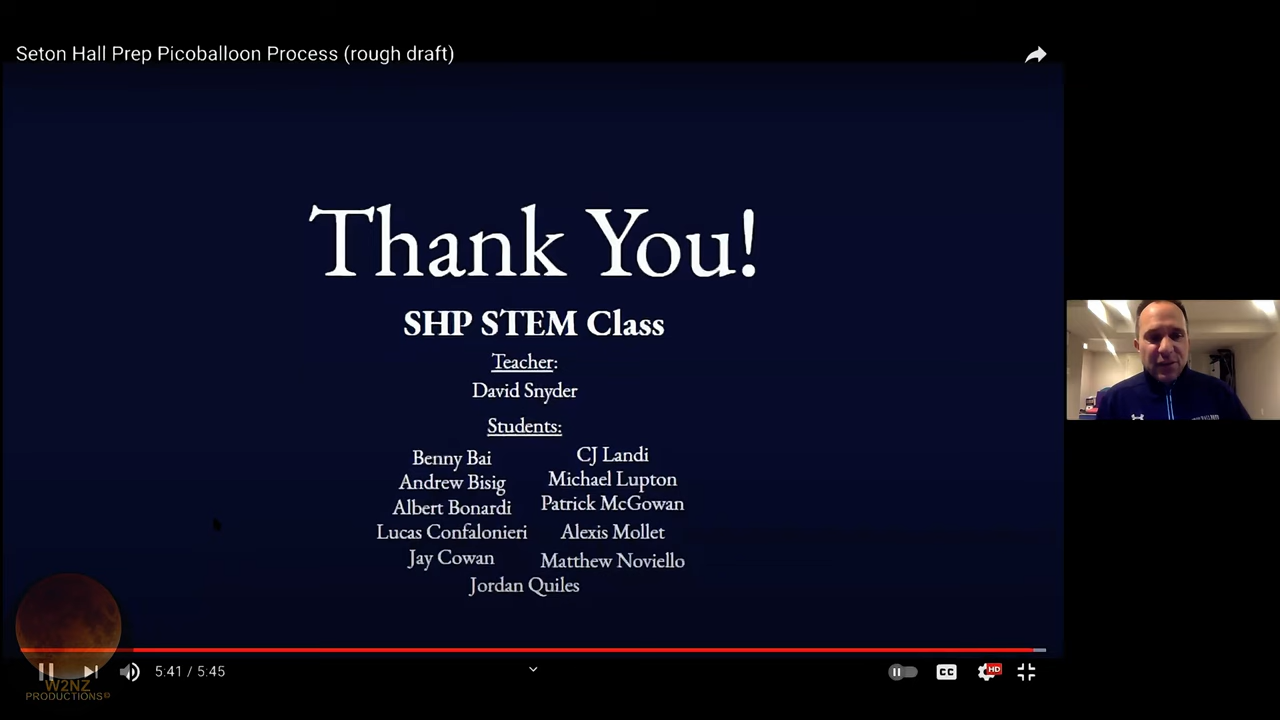 Seton Hall Prep Picoballoon Process (rough draft)
Thank You!
SHP STEM Class
Teacher:
David Snyder
Students:
Benny Bai
Andrew Bisig
Albert Bonardi
Lucas Confalonieri
Jay Cowan
CJ Landi
Michael Lupton
Patrick McGowan
Alexis Mollet
Matthew Noviello
Jordan Quiles
5:41 / 5:45
CC
HD
W2NZ
PRODUCTIONS©